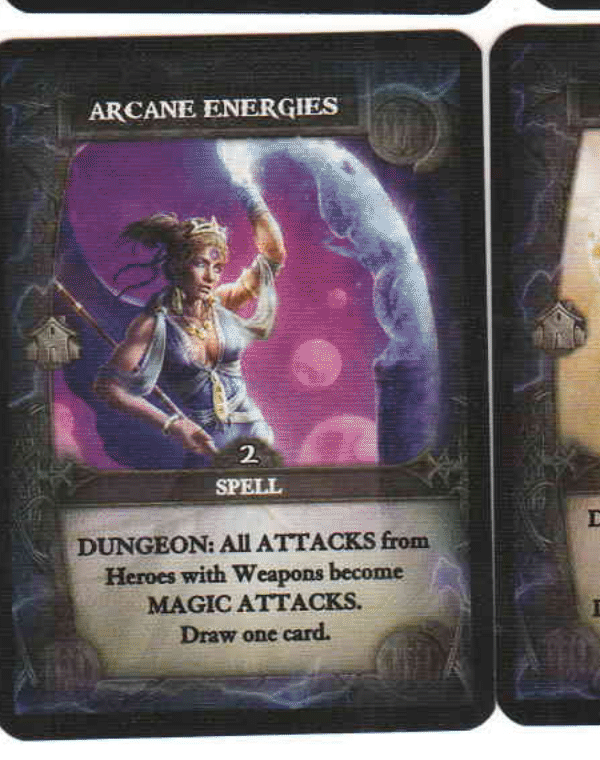 ARCANE ENERGIES
2
SPELL
DUNGEON: All ATTACKS from
Heroes with Weapons become
MAGIC ATTACKS.
Draw one card.